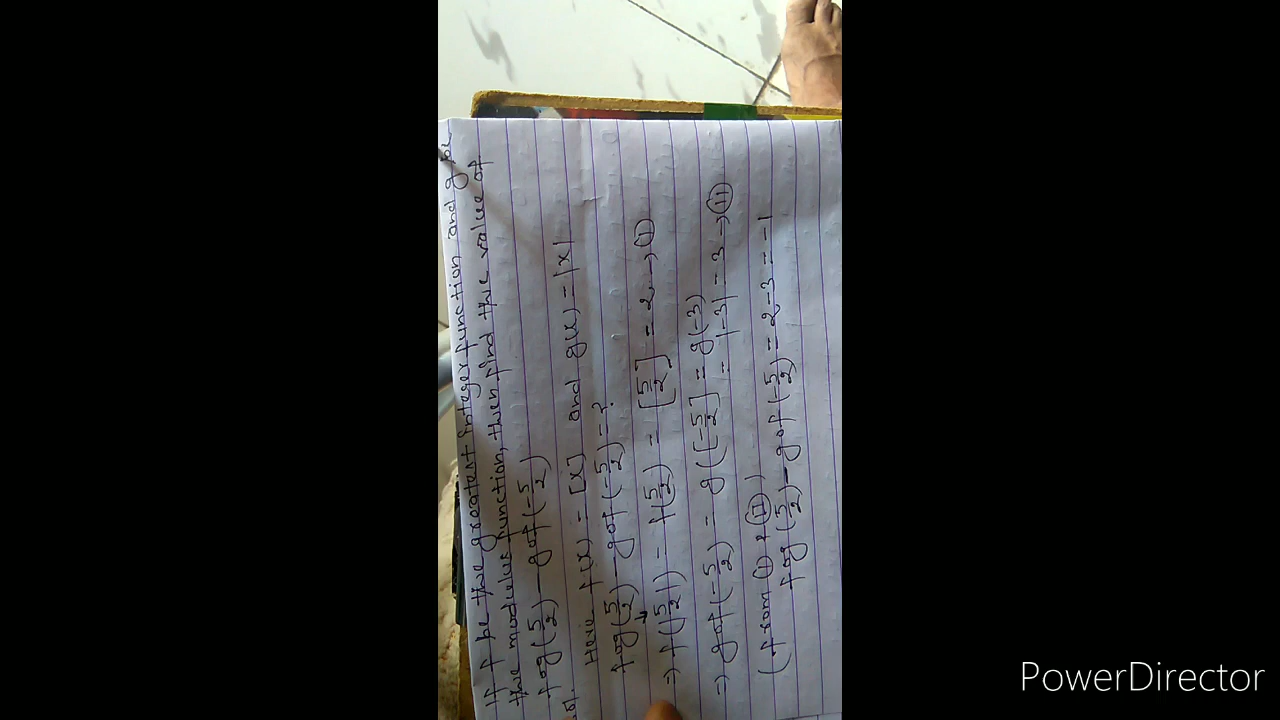 If f be the greatest integer function and g be
the modulus function, then find the value of
fog(5/2) - gof(-5/2)
Sol. Here f(x) = [x] and g(x) = |x|
fog(5/2) - gof(-5/2) = ?
⇒ f(|5/2|) = f(5/2) = [5/2] = 2 → (i)
⇒ gof(-5/2) = g([-5/2] = g(-3)
= |-3| = 3 → (ii)
(from (i) & (ii))
fog(5/2) - gof(-5/2) = 2 - 3 = -1
PowerDirector